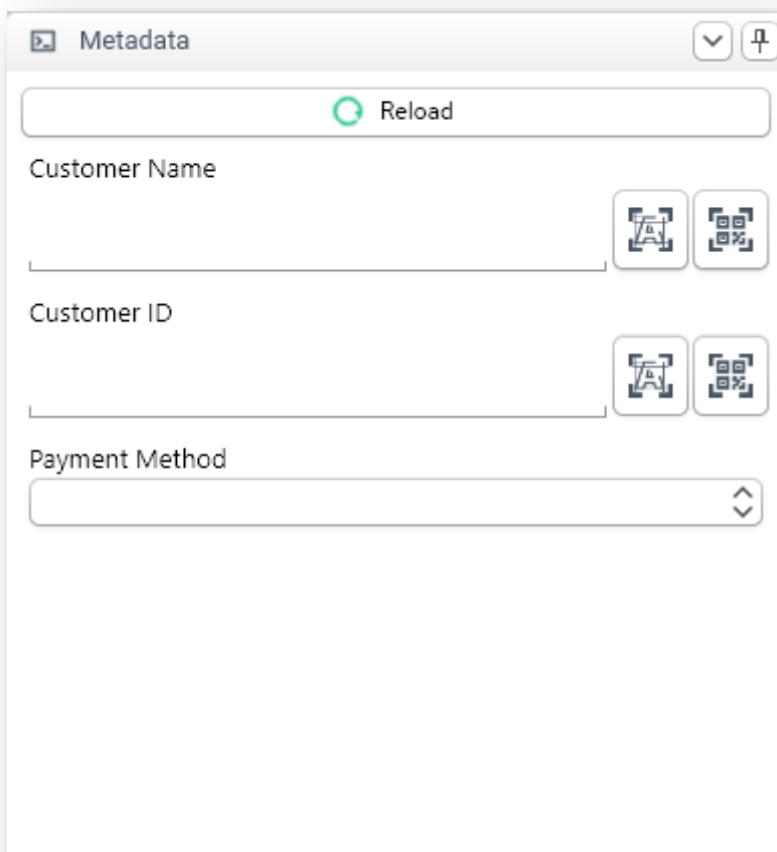 Metadata
Reload
Customer Name
Customer ID
Payment Method